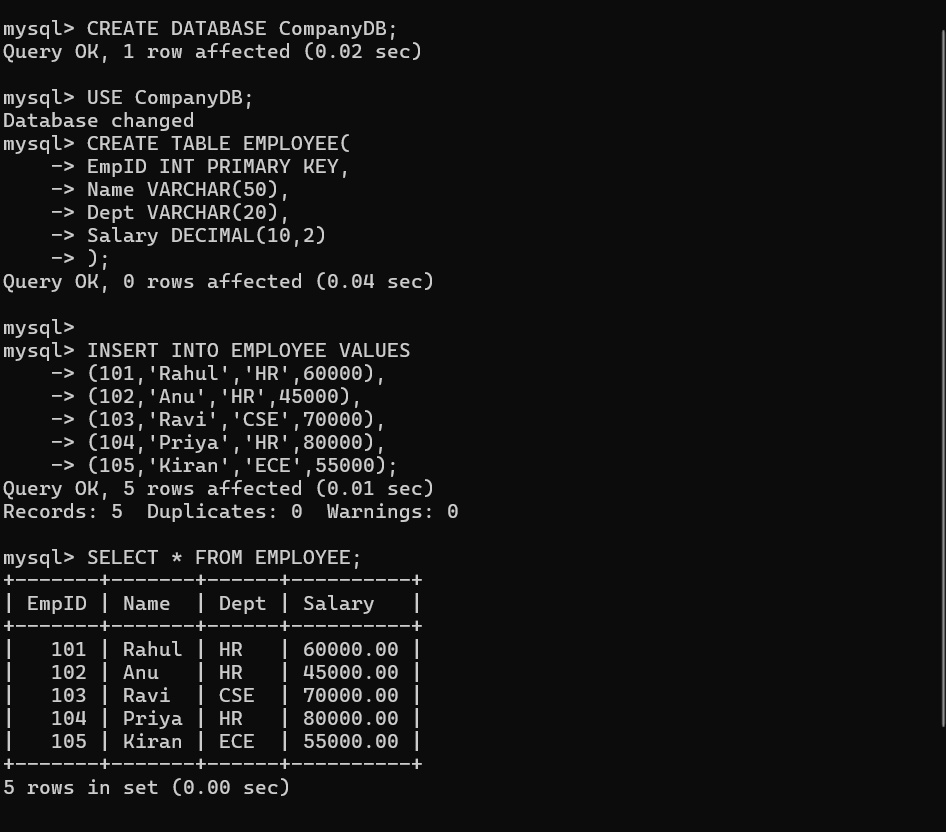 mysql> CREATE DATABASE CompanyDB;
Query OK, 1 row affected (0.02 sec)
mysql> USE CompanyDB;
Database changed
mysql> CREATE TABLE EMPLOYEE(
    -> EmpID INT PRIMARY KEY,
    -> Name VARCHAR(50),
    -> Dept VARCHAR(20),
    -> Salary DECIMAL(10,2)
    -> );
Query OK, 0 rows affected (0.04 sec)
mysql>
mysql> INSERT INTO EMPLOYEE VALUES
    -> (101,'Rahul','HR',60000),
    -> (102,'Anu','HR',45000),
    -> (103,'Ravi','CSE',70000),
    -> (104,'Priya','HR',80000),
    -> (105,'Kiran','ECE',55000);
Query OK, 5 rows affected (0.01 sec)
Records: 5  Duplicates: 0  Warnings: 0
mysql> SELECT * FROM EMPLOYEE;
+-------+-------+------+----------+
| EmpID | Name  | Dept | Salary   |
+-------+-------+------+----------+
|   101 | Rahul | HR   | 60000.00 |
|   102 | Anu   | HR   | 45000.00 |
|   103 | Ravi  | CSE  | 70000.00 |
|   104 | Priya | HR   | 80000.00 |
|   105 | Kiran | ECE  | 55000.00 |
+-------+-------+------+----------+
5 rows in set (0.00 sec)